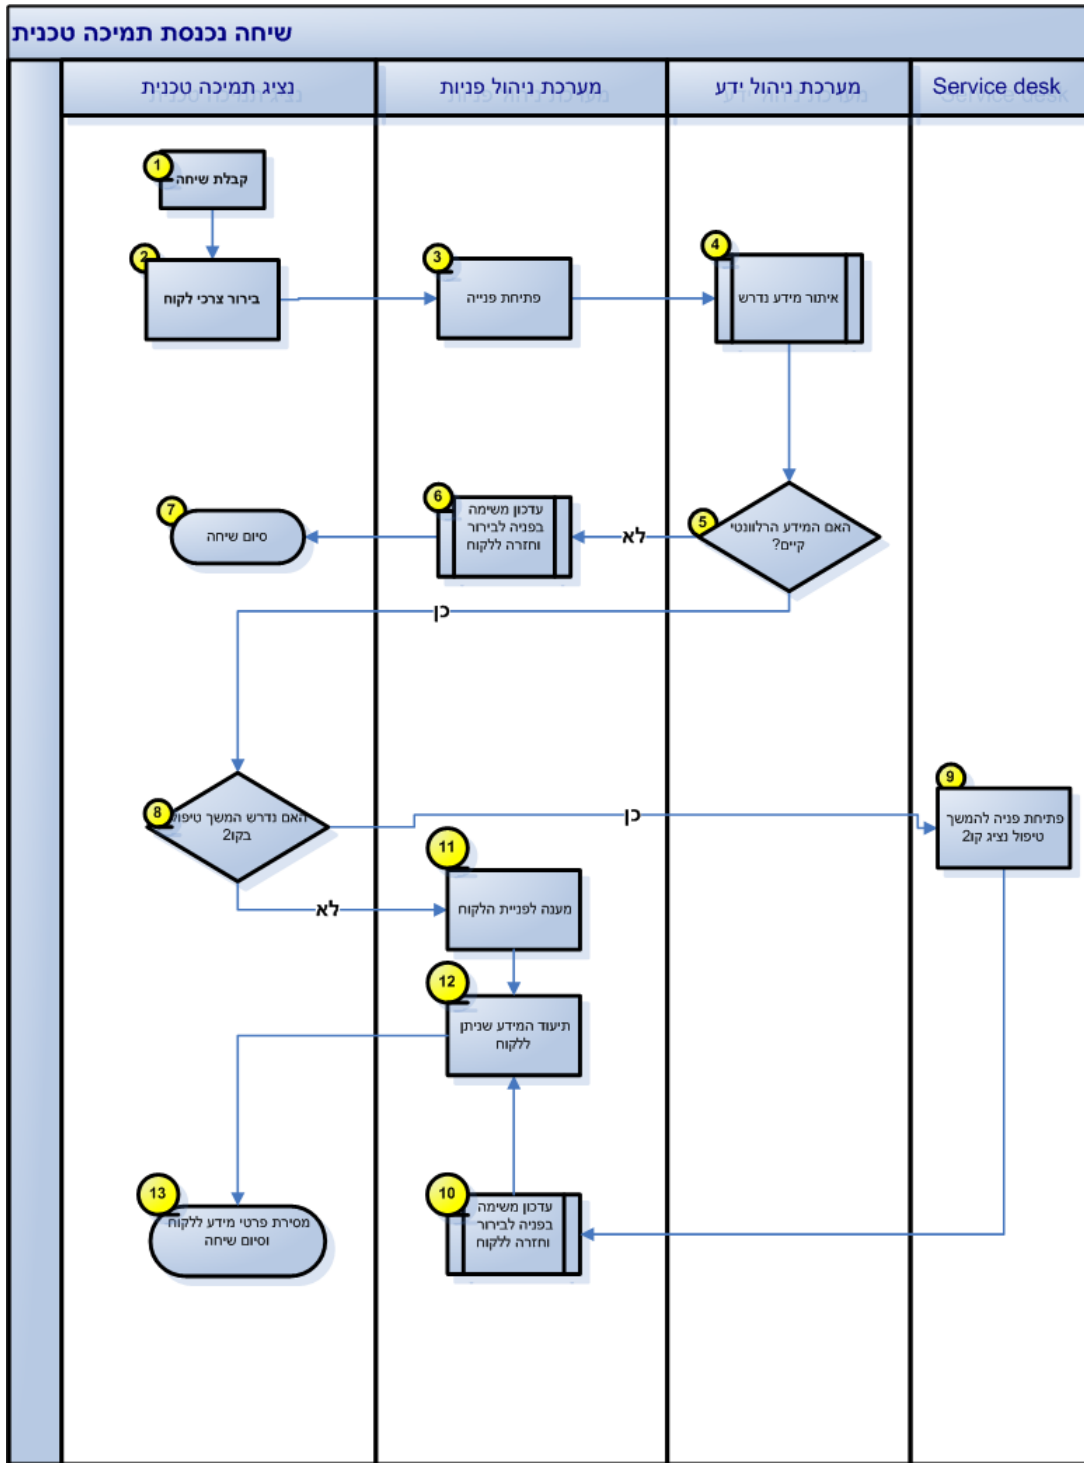 שיחה נכנסת תמיכה טכנית
נציג תמיכה טכנית
מערכת ניהול פניות
מערכת ניהול ידע
Service desk
1
קבלת שיחה
2
בירור צרכי לקוח
3
פתיחת פנייה
4
איתור מידע נדרש
5
האם המידע הרלוונטי
קיים?
לא
6
עדכון משימה
בפניה לבירור
וחזרה ללקוח
7
סיום שיחה
כן
8
האם נדרש המשך טיפול
בקו2
כן
9
פתיחת פניה להמשך
טיפול נציג קו2
לא
11
מענה לפניית הלקוח
12
תיעוד המידע שניתן
ללקוח
10
עדכון משימה
בפניה לבירור
וחזרה ללקוח
13
מסירת פרטי מידע ללקוח
וסיום שיחה